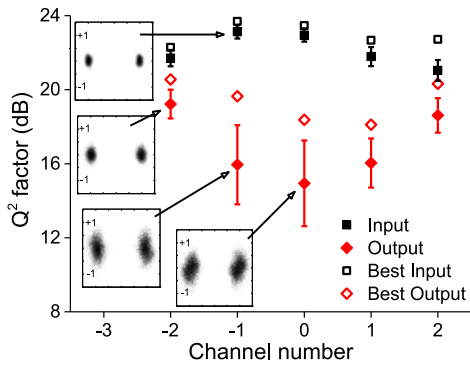 24
20
16
12
8
Q² factor (dB)
+1
-1
+1
-1
+1
-1
+1
-1
Input
Output
Best Input
Best Output
-3 -2 -1 0 1 2
Channel number